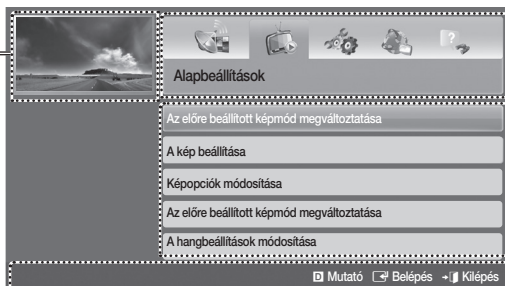 Alapbeállítások
Az előre beállított képmód megváltoztatása
A kép beállítása
Képopciók módosítása
Az előre beállított képmód megváltoztatása
A hangbeállítások módosítása
D Mutató Belépés Kilépés